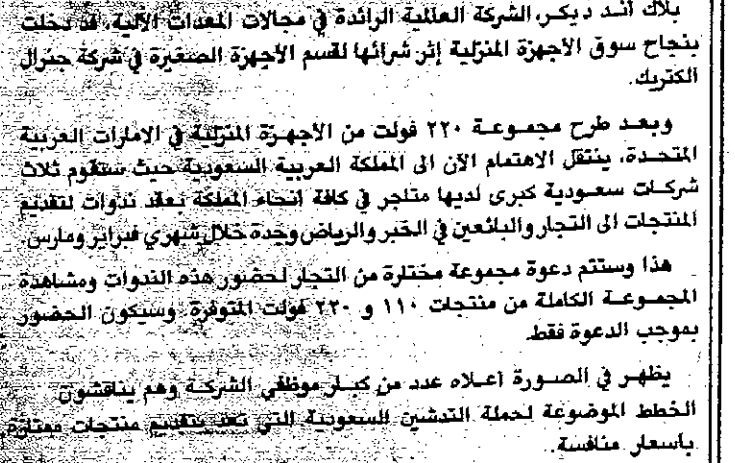 بلاك أند ديكر، الشركة العالمية الرائدة في مجالات المعدات الآلية، قد دخلت
بنجاح سوق الأجهزة المنزلية إثر شرائها لقسم الأجهزة الصغيرة في شركة جنرال
الكتريك.
وبعد طرح مجموعة ٢٢٠ فولت من الأجهزة المنزلية في الامارات العربية
المتحدة، ينتقل الاهتمام الآن الى المملكة العربية السعودية حيث ستقوم ثلاث
شركات سعودية كبرى لديها متاجر في كافة أنحاء المملكة بعقد ندوات لتقديم
المنتجات الى التجار والبائعين في الخبر والرياض وجدة خلال شهري فبراير ومارس.
هذا وستتم دعوة مجموعة مختارة من التجار لحضور هذه الندوات ومشاهدة
المجموعة الكاملة من منتجات ١١٠ و ٢٢٠ فولت المتوفرة. وسيكون الحضور
بموجب الدعوة فقط.
يظهر في الصورة أعلاه عدد من كبار موظفي الشركة وهم يناقشون
الخطط الموضوعة لحملة التدشين السعودية التي تعد بتقديم منتجات ممتازة
بأسعار منافسة.